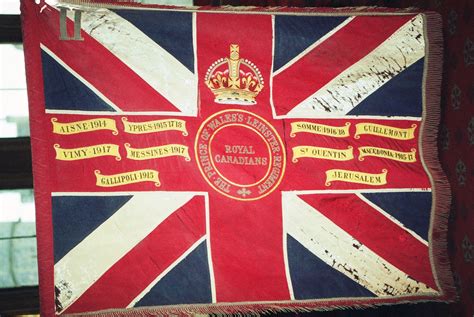 II
AISNE·1914
YPRES·1915·17·18
VIMY·1917
MESSINES·1917
GALLIPOLI·1915
THE PRINCE OF WALES'S·LEINSTER REGIMENT
ROYAL
CANADIANS
SOMME·1916·18
GUILLEMONT
ST QUENTIN
MACEDONIA·1915·17
JERUSALEM